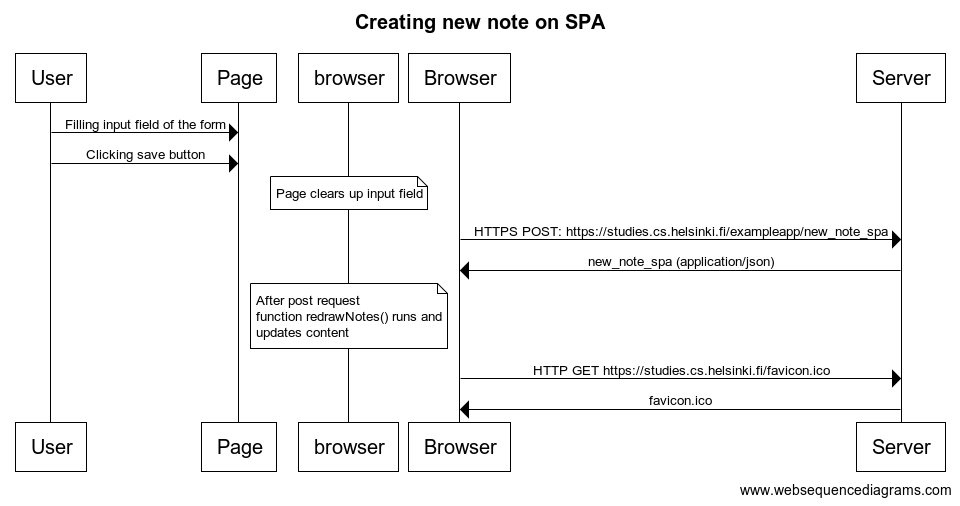 Creating new note on SPA
User
Page
browser
Browser
Server
Filling input field of the form
Clicking save button
Page clears up input field
HTTPS POST: https://studies.cs.helsinki.fi/exampleapp/new_note_spa
new_note_spa (application/json)
After post request
function redrawNotes() runs and
updates content
HTTP GET https://studies.cs.helsinki.fi/favicon.ico
favicon.ico
User
Page
browser
Browser
Server
www.websequencediagrams.com